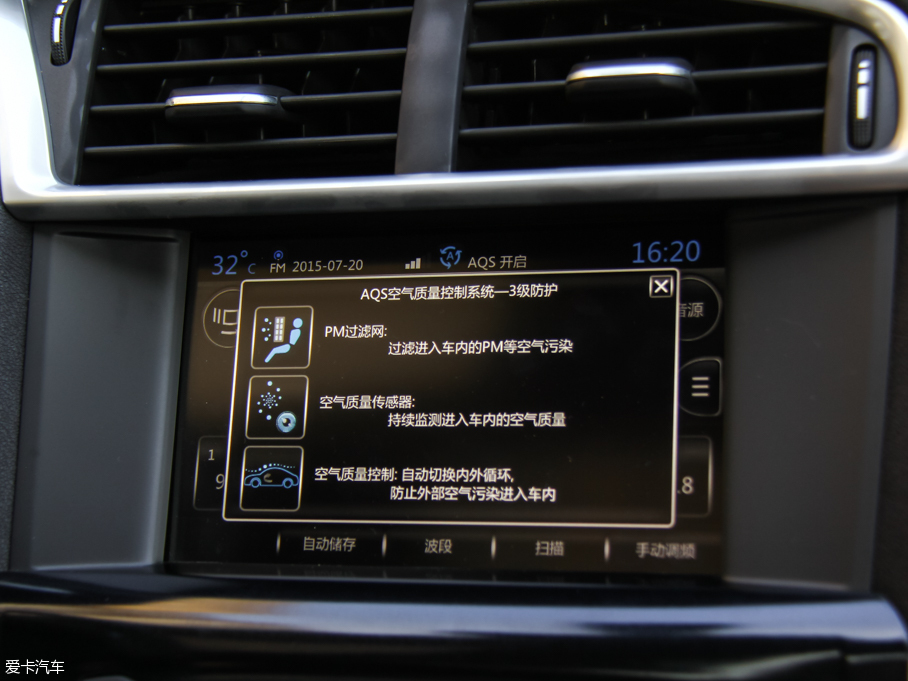 32°C FM 2015-07-20 AQS 开启 16:20
AQS空气质量控制系统—3级防护
音源
PM过滤网:
过滤进入车内的PM等空气污染
空气质量传感器:
持续监测进入车内的空气质量
1
9
空气质量控制: 自动切换内外循环,
防止外部空气污染进入车内
.8
自动储存 波段 扫描 手动调频
爱卡汽车